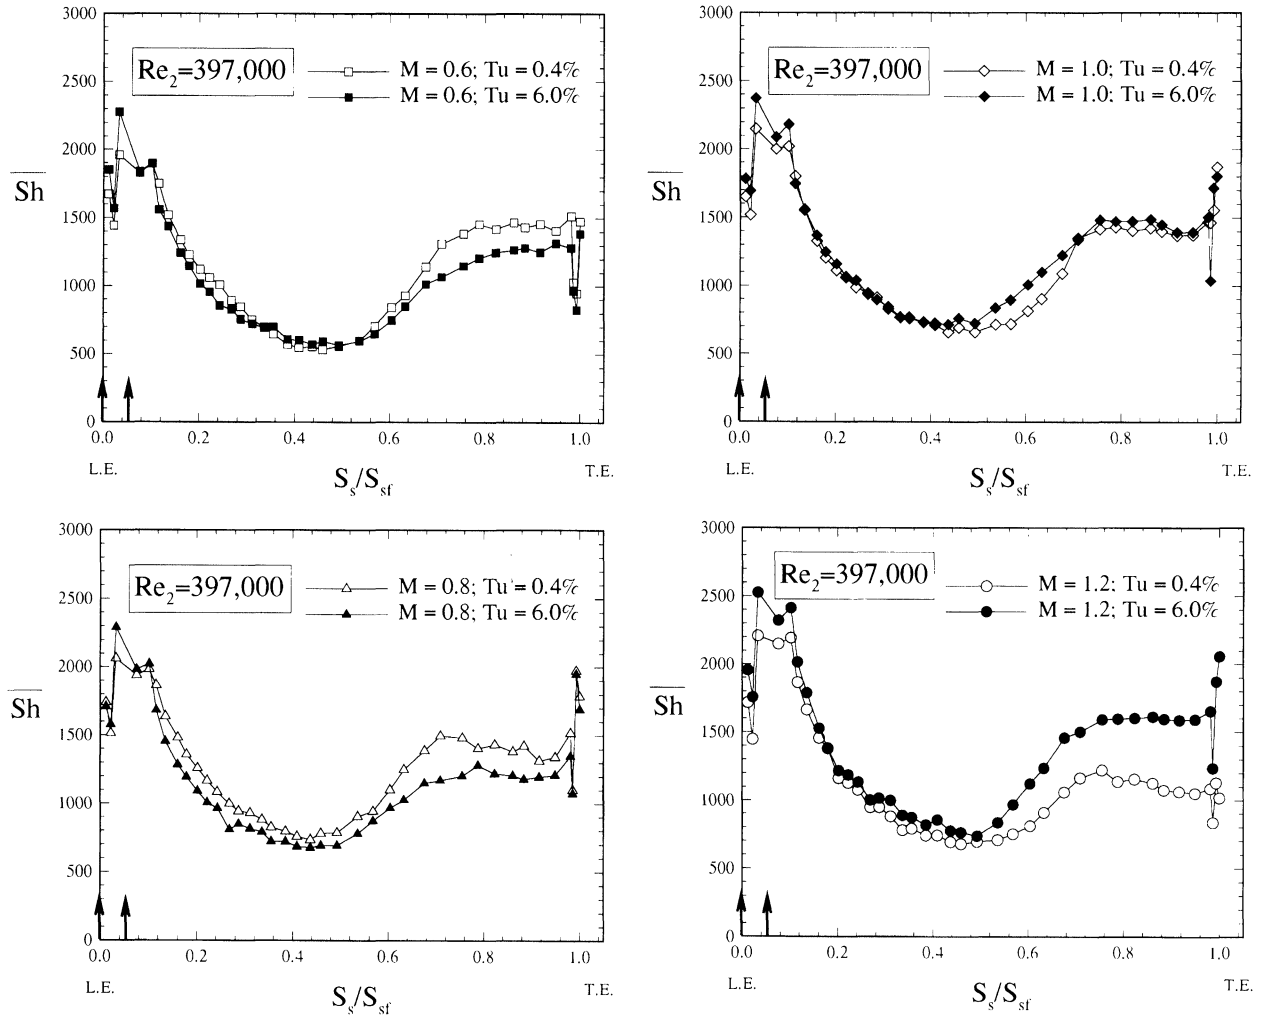 3000
2500
2000
1500
1000
500
0
Sh
Re2=397,000
M = 0.6; Tu = 0.4%
M = 0.6; Tu = 6.0%
0.0 0.2 0.4 0.6 0.8 1.0
L.E. Ss/Ssf T.E.
3000
2500
2000
1500
1000
500
0
Sh
Re2=397,000
M = 1.0; Tu = 0.4%
M = 1.0; Tu = 6.0%
0.0 0.2 0.4 0.6 0.8 1.0
L.E. Ss/Ssf T.E.
3000
2500
2000
1500
1000
500
0
Sh
Re2=397,000
M = 0.8; Tu = 0.4%
M = 0.8; Tu = 6.0%
0.0 0.2 0.4 0.6 0.8 1.0
L.E. Ss/Ssf T.E.
3000
2500
2000
1500
1000
500
0
Sh
Re2=397,000
M = 1.2; Tu = 0.4%
M = 1.2; Tu = 6.0%
0.0 0.2 0.4 0.6 0.8 1.0
L.E. Ss/Ssf T.E.